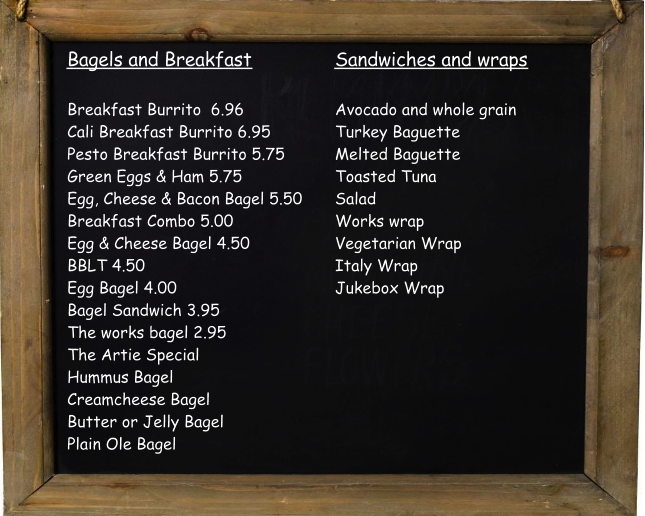 Bagels and Breakfast
Breakfast Burrito 6.96
Cali Breakfast Burrito 6.95
Pesto Breakfast Burrito 5.75
Green Eggs & Ham 5.75
Egg, Cheese & Bacon Bagel 5.50
Breakfast Combo 5.00
Egg & Cheese Bagel 4.50
BBLT 4.50
Egg Bagel 4.00
Bagel Sandwich 3.95
The works bagel 2.95
The Artie Special
Hummus Bagel
Creamcheese Bagel
Butter or Jelly Bagel
Plain Ole Bagel
Sandwiches and wraps
Avocado and whole grain
Turkey Baguette
Melted Baguette
Toasted Tuna
Salad
Works wrap
Vegetarian Wrap
Italy Wrap
Jukebox Wrap